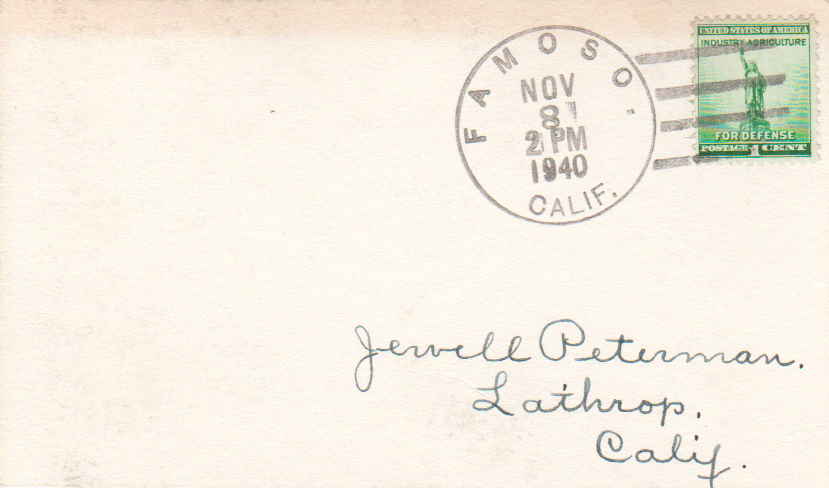 FAMOSO.
NOV
8
2 PM
1940
CALIF.
UNITED STATES OF AMERICA
INDUSTRY AGRICULTURE
FOR DEFENSE
POSTAGE 1 CENT
Jewell Peterman.
Lathrop.
Calif.